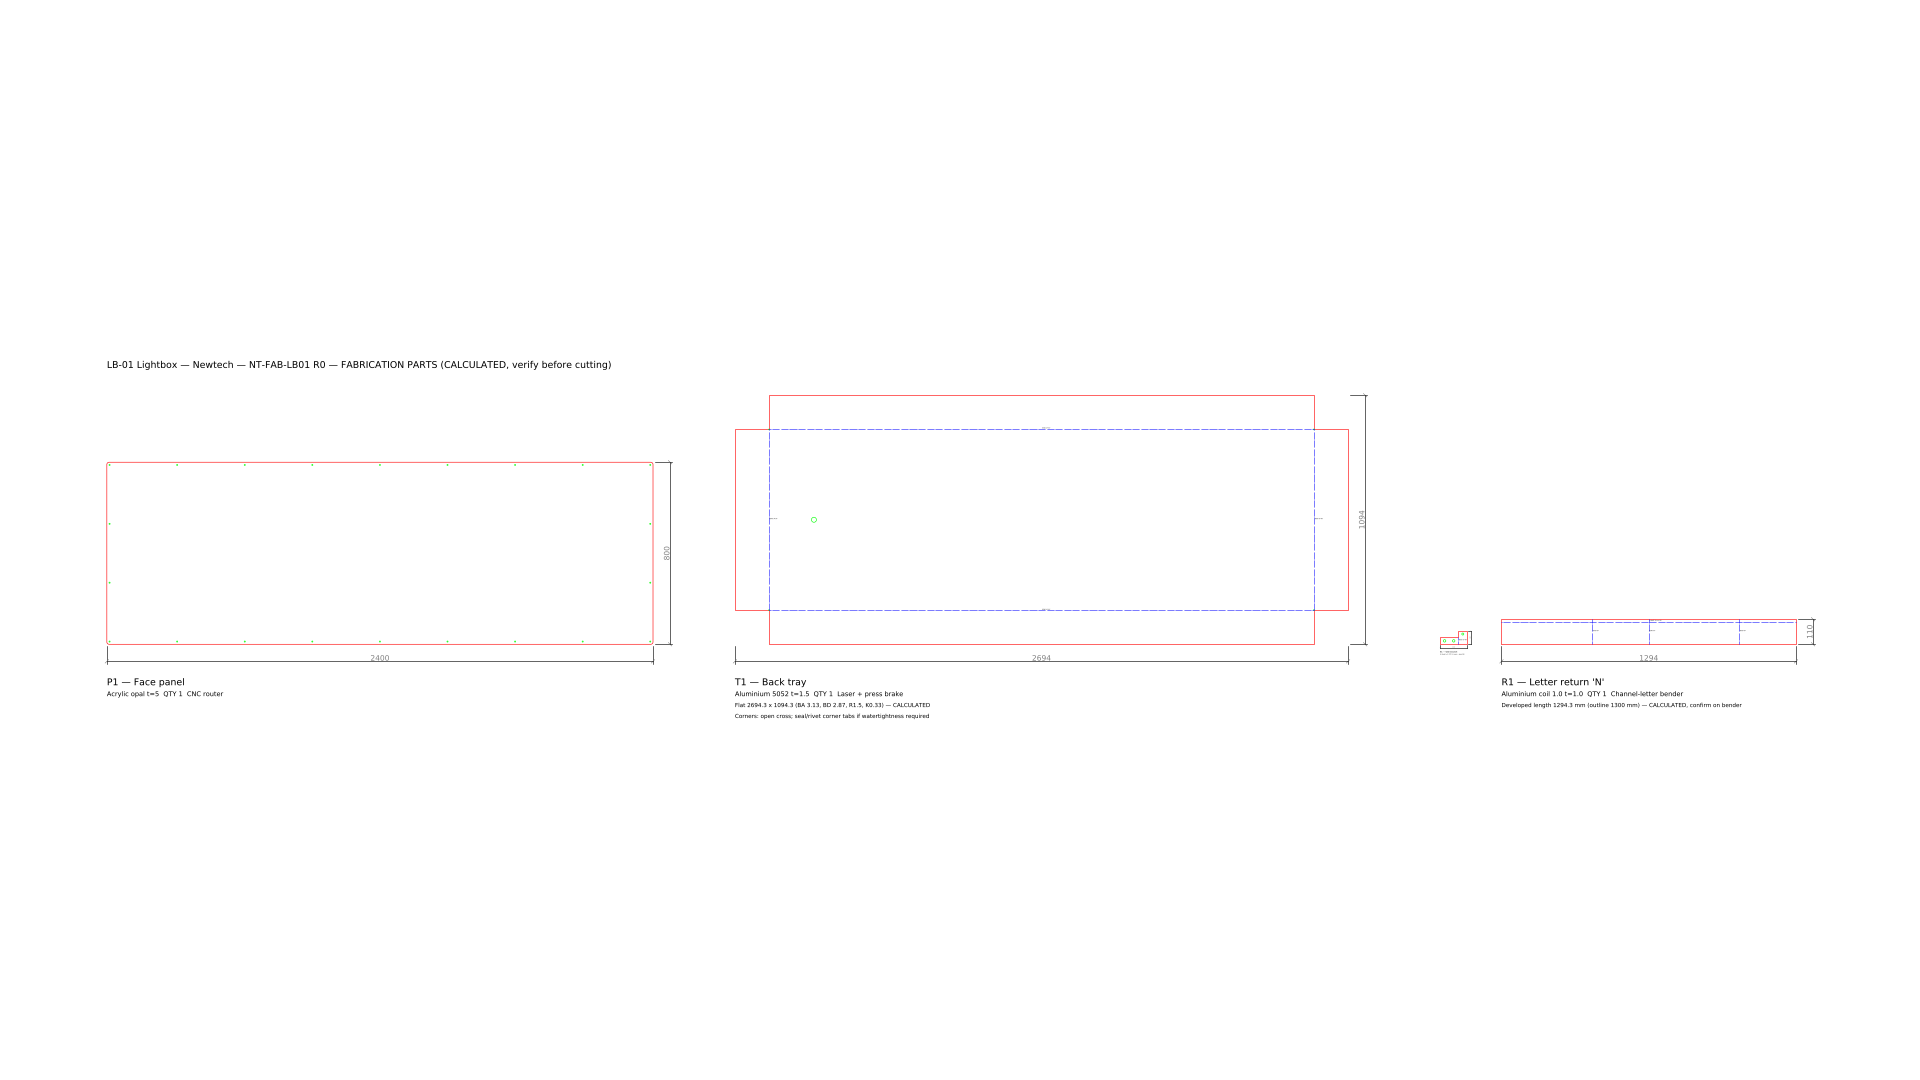 LB-01 Lightbox — Newtech — NT-FAB-LB01 R0 — FABRICATION PARTS (CALCULATED, verify before cutting)
800
2400
P1 — Face panel
Acrylic opal t=5 QTY 1 CNC router
1094
2694
T1 — Back tray
Aluminium 5052 t=1.5 QTY 1 Laser + press brake
Flat 2694.3 x 1094.3 (BA 3.13, BD 2.87, R1.5, K0.33) — CALCULATED
Corners: open cross; seal/rivet corner tabs if watertightness required
110
1294
R1 — Letter return 'N'
Aluminium coil 1.0 t=1.0 QTY 1 Channel-letter bender
Developed length 1294.3 mm (outline 1300 mm) — CALCULATED, confirm on bender